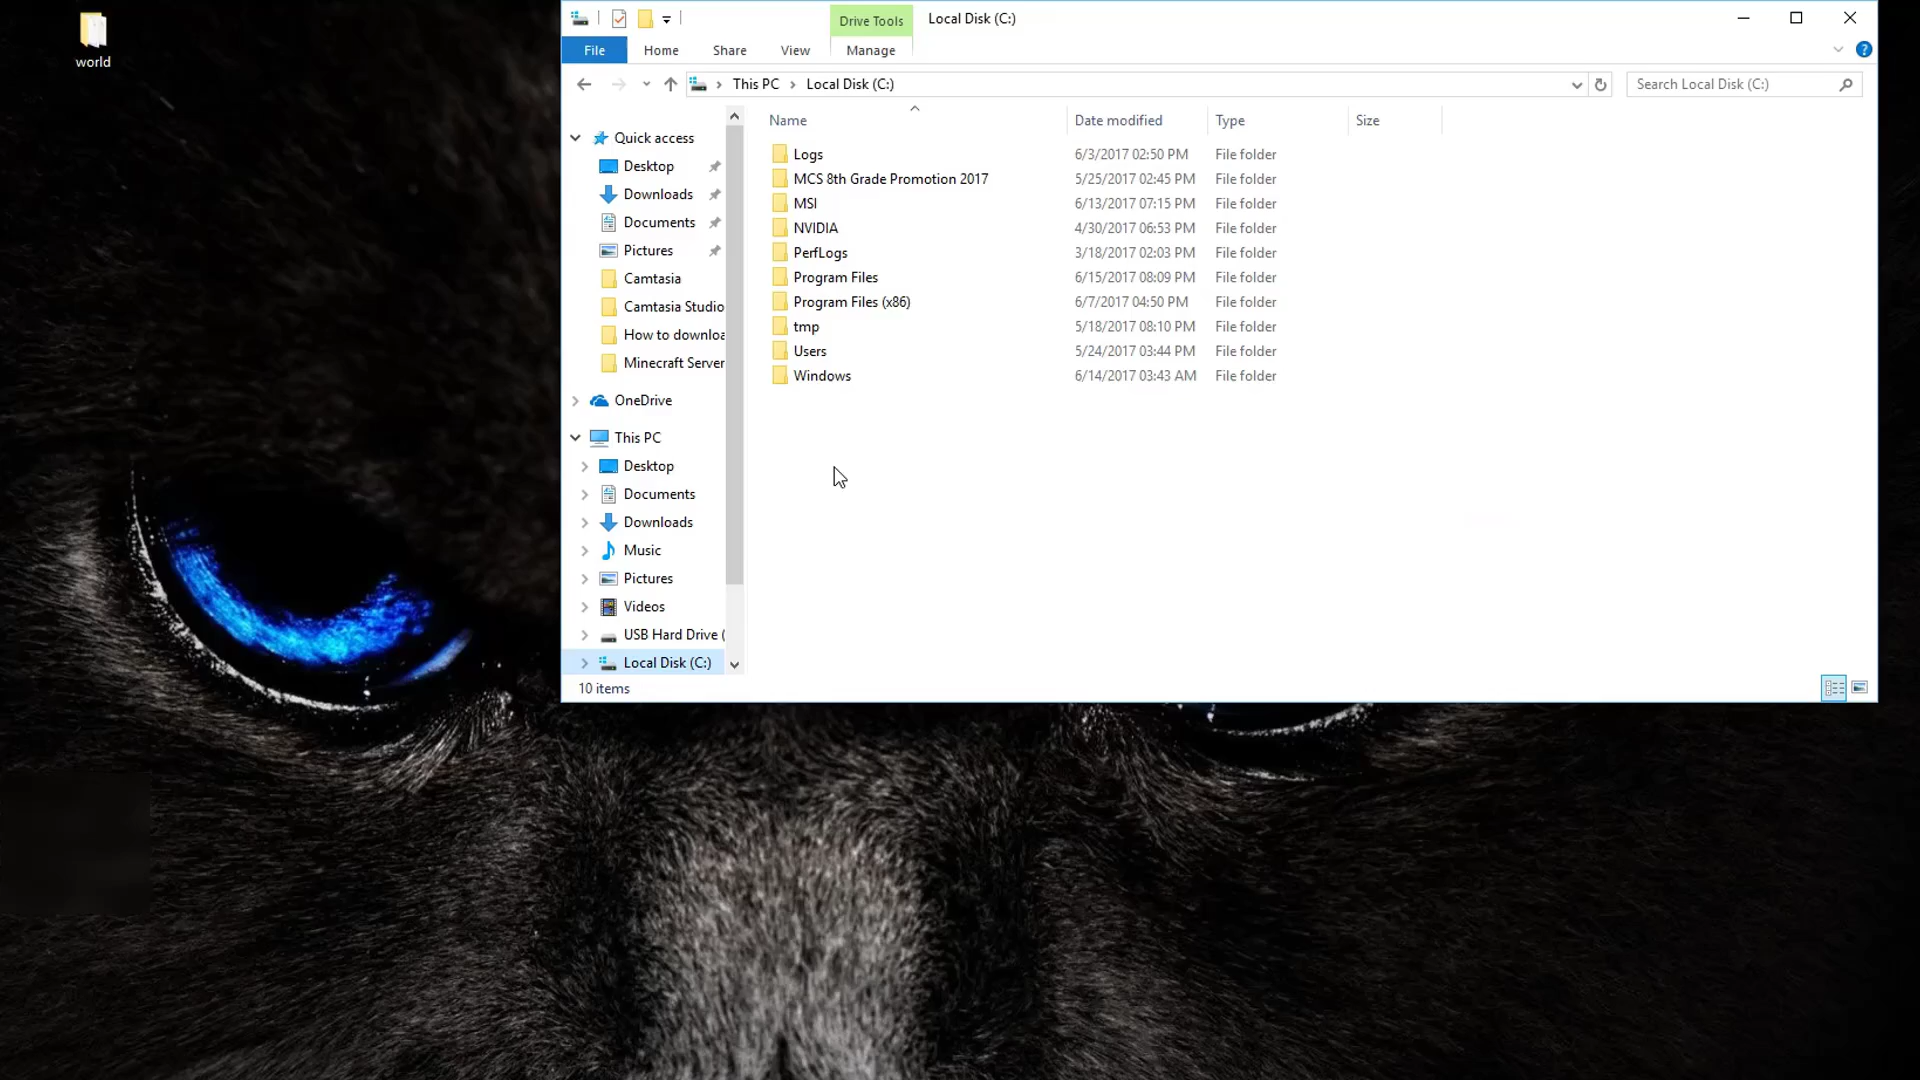 world
Drive Tools
Local Disk (C:)
File
Home
Share
View
Manage
?
This PC
Local Disk (C:)
Search Local Disk (C:)
Quick access
Desktop
Downloads
Documents
Pictures
Camtasia
Camtasia Studio
How to downloa
Minecraft Server
OneDrive
This PC
Desktop
Documents
Downloads
Music
Pictures
Videos
USB Hard Drive (
Local Disk (C:)
Name Date modified Type Size
Logs 6/3/2017 02:50 PM File folder
MCS 8th Grade Promotion 2017 5/25/2017 02:45 PM File folder
MSI 6/13/2017 07:15 PM File folder
NVIDIA 4/30/2017 06:53 PM File folder
PerfLogs 3/18/2017 02:03 PM File folder
Program Files 6/15/2017 08:09 PM File folder
Program Files (x86) 6/7/2017 04:50 PM File folder
tmp 5/18/2017 08:10 PM File folder
Users 5/24/2017 03:44 PM File folder
Windows 6/14/2017 03:43 AM File folder
10 items